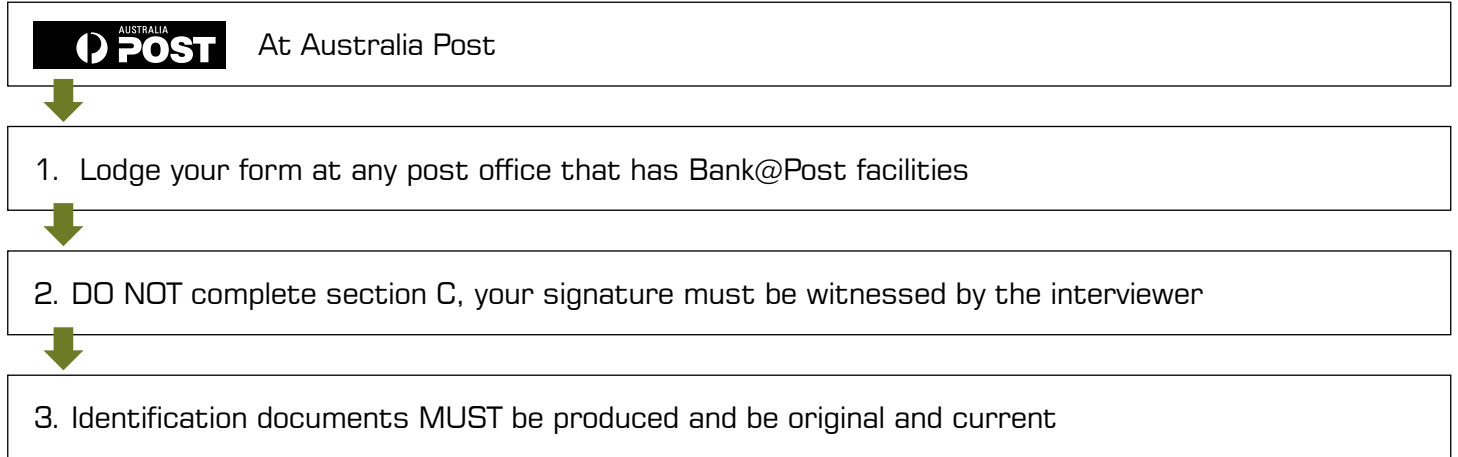 AUSTRALIA
POST
At Australia Post
1. Lodge your form at any post office that has Bank@Post facilities
2. DO NOT complete section C, your signature must be witnessed by the interviewer
3. Identification documents MUST be produced and be original and current